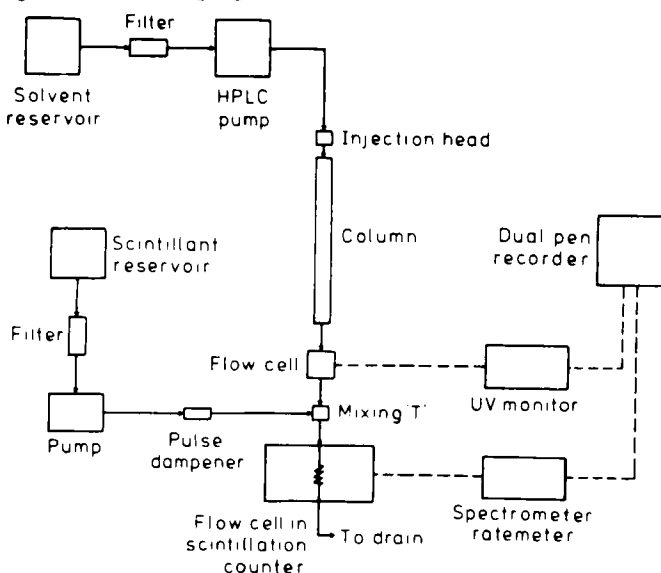 Filter
Solvent
reservoir
HPLC
pump
Injection head
Scintillant
reservoir
Column
Dual pen
recorder
Filter
Flow cell
UV monitor
Mixing 'T'
Pump
Pulse
dampener
Flow cell in
scintillation
counter
To drain
Spectrometer
ratemeter